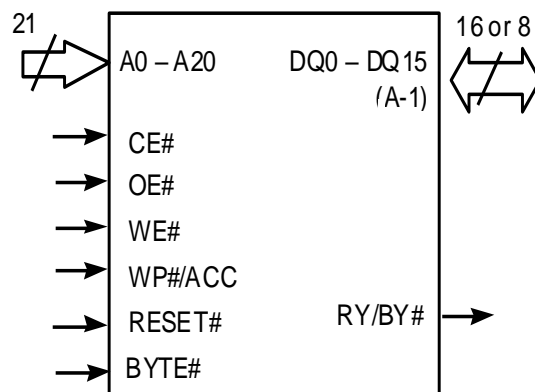 21
16 or 8
A0 – A20
DQ0 – DQ15
(A-1)
CE#
OE#
WE#
WP#/ACC
RESET#
RY/BY#
BYTE#